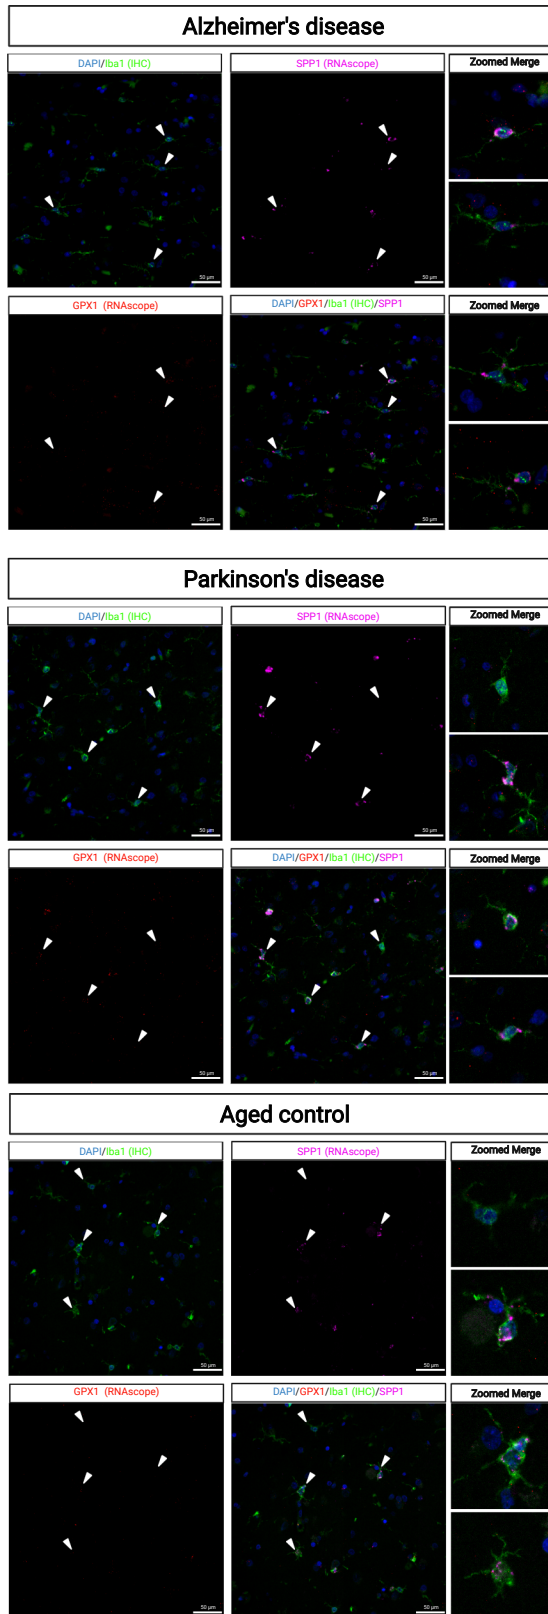 Alzheimer's disease
DAPI/Iba1 (IHC)
SPP1 (RNAscope)
Zoomed Merge
50 µm
50 µm
GPX1 (RNAscope)
DAPI/GPX1/Iba1 (IHC)/SPP1
Zoomed Merge
50 µm
50 µm
Parkinson's disease
DAPI/Iba1 (IHC)
SPP1 (RNAscope)
Zoomed Merge
50 µm
50 µm
GPX1 (RNAscope)
DAPI/GPX1/Iba1 (IHC)/SPP1
Zoomed Merge
50 µm
50 µm
Aged control
DAPI/Iba1 (IHC)
SPP1 (RNAscope)
Zoomed Merge
50 µm
50 µm
GPX1 (RNAscope)
DAPI/GPX1/Iba1 (IHC)/SPP1
Zoomed Merge
50 µm
50 µm